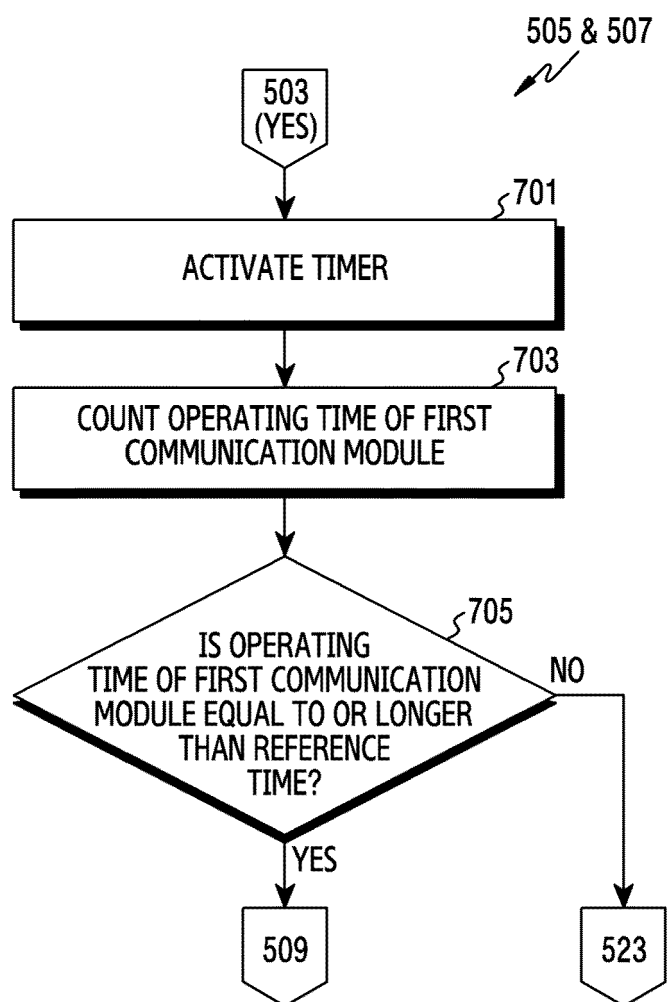 505 & 507
503
(YES)
701
ACTIVATE TIMER
703
COUNT OPERATING TIME OF FIRST
COMMUNICATION MODULE
705
IS OPERATING
TIME OF FIRST COMMUNICATION
MODULE EQUAL TO OR LONGER
THAN REFERENCE
TIME?
NO
YES
509
523